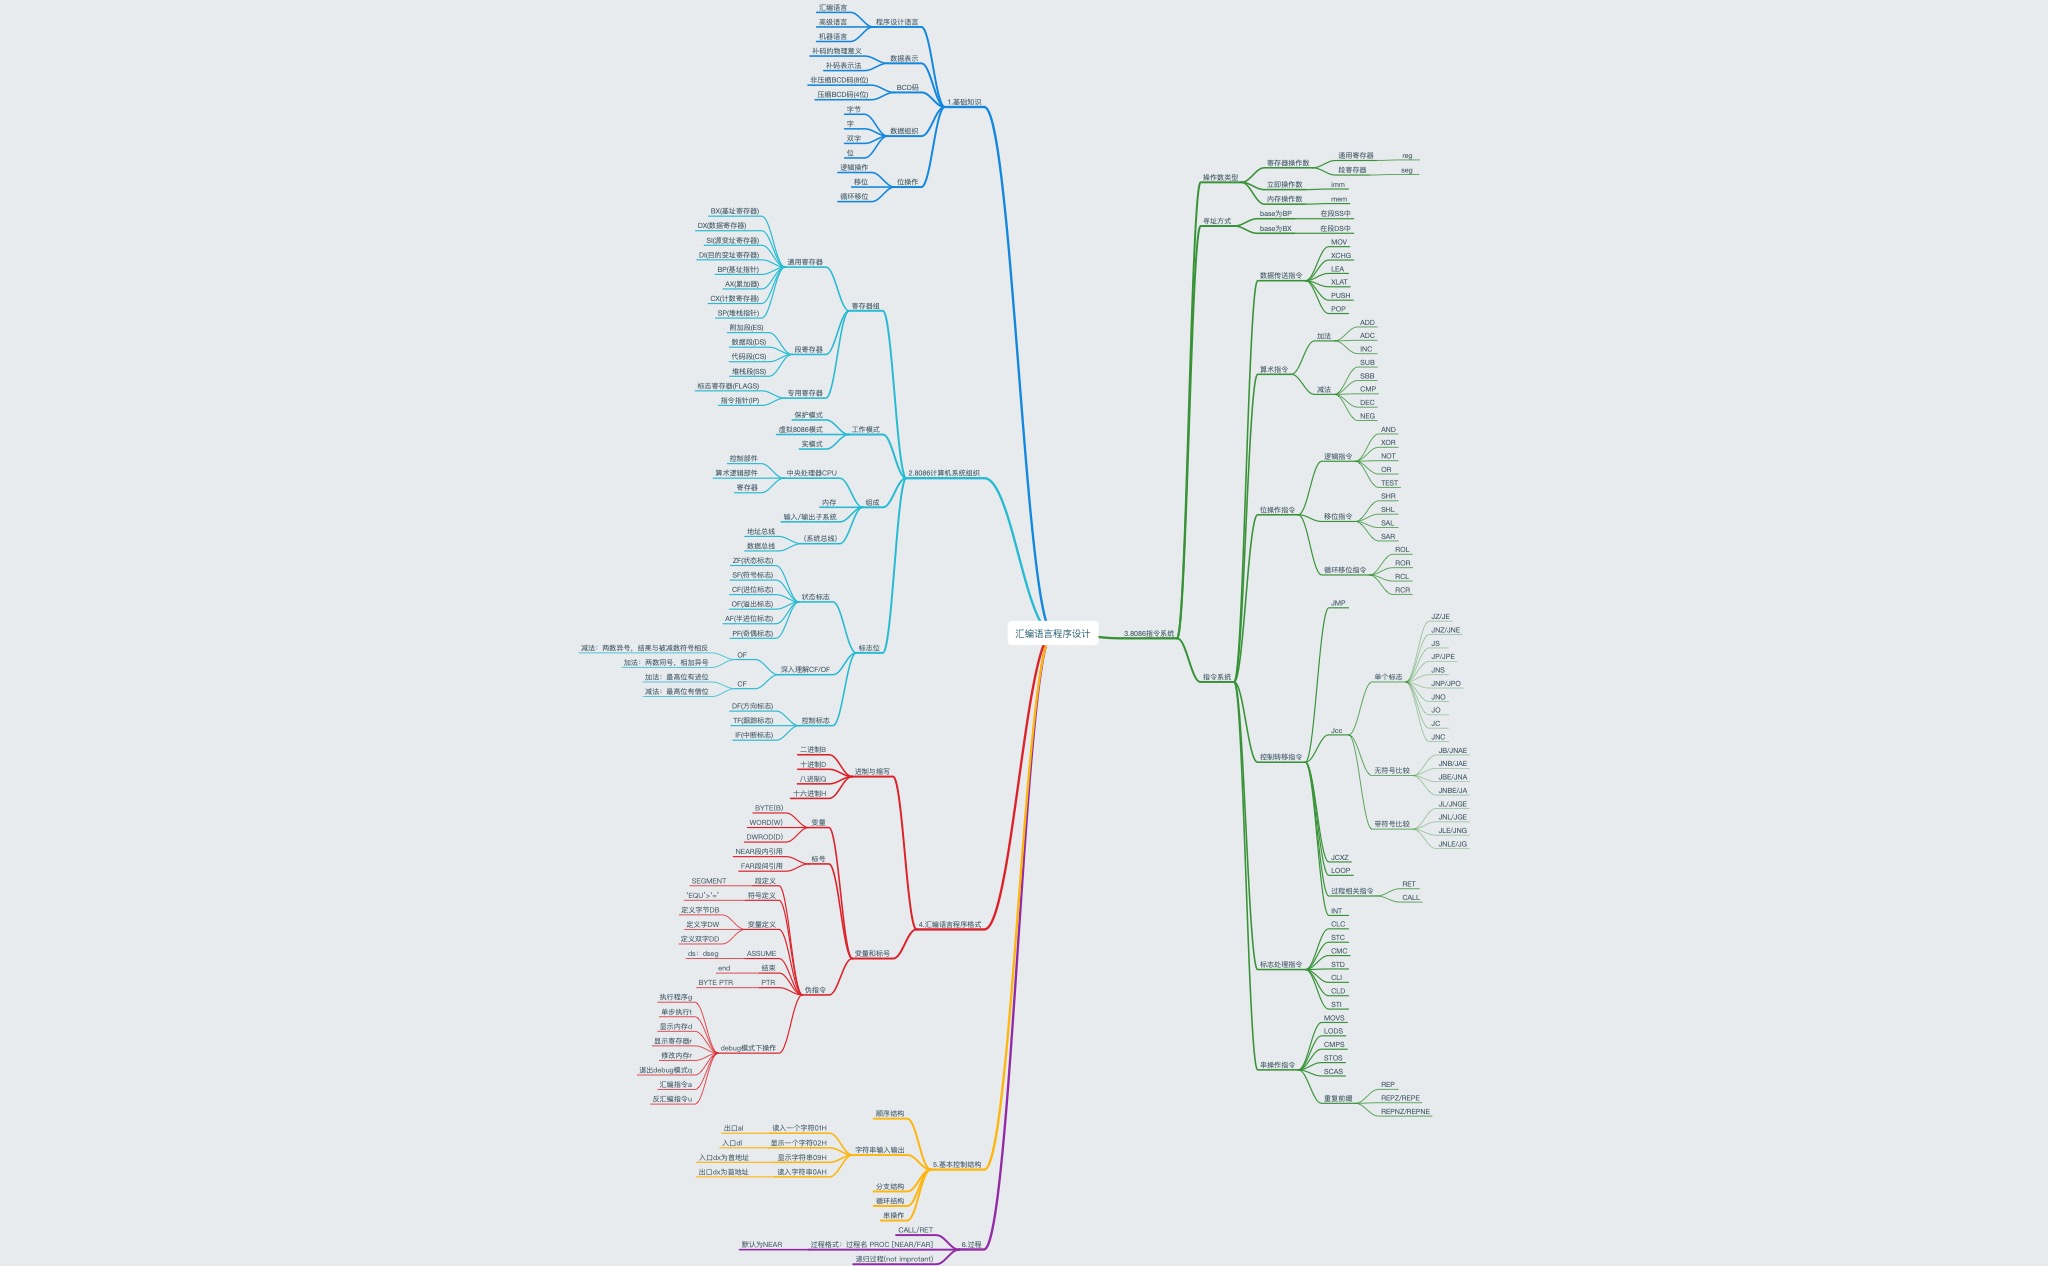 汇编语言程序设计
1.基础知识
程序设计语言
汇编语言
高级语言
机器语言
数据表示
补码的物理意义
补码表示法
BCD码
非压缩BCD码(8位)
压缩BCD码(4位)
数据组织
字节
字
双字
位
位操作
逻辑操作
移位
循环移位
2.8086计算机系统组织
寄存器组
通用寄存器
BX(基址寄存器)
DX(数据寄存器)
SI(源变址寄存器)
DI(目的变址寄存器)
BP(基址指针)
AX(累加器)
CX(计数寄存器)
SP(堆栈指针)
段寄存器
附加段(ES)
数据段(DS)
代码段(CS)
堆栈段(SS)
专用寄存器
标志寄存器(FLAGS)
指令指针(IP)
工作模式
保护模式
虚拟8086模式
实模式
组成
中央处理器CPU
控制部件
算术逻辑部件
寄存器
内存
输入/输出子系统
(系统总线)
地址总线
数据总线
标志位
状态标志
ZF(状态标志)
SF(符号标志)
CF(进位标志)
OF(溢出标志)
AF(半进位标志)
PF(奇偶标志)
深入理解CF/OF
OF
减法：两数异号，结果与被减数符号相反
加法：两数同号，相加异号
CF
加法：最高位有进位
减法：最高位有借位
控制标志
DF(方向标志)
TF(跟踪标志)
IF(中断标志)
3.8086指令系统
操作数类型
寄存器操作数
通用寄存器
reg
段寄存器
seg
立即操作数
imm
内存操作数
mem
寻址方式
base为BP
在段SS中
base为BX
在段DS中
指令系统
数据传送指令
MOV
XCHG
LEA
XLAT
PUSH
POP
算术指令
加法
ADD
ADC
INC
减法
SUB
SBB
CMP
DEC
NEG
位操作指令
逻辑指令
AND
XOR
NOT
OR
TEST
移位指令
SHR
SHL
SAL
SAR
循环移位指令
ROL
ROR
RCL
RCR
控制转移指令
JMP
Jcc
单个标志
JZ/JE
JNZ/JNE
JS
JP/JPE
JNS
JNP/JPO
JNO
JO
JC
JNC
无符号比较
JB/JNAE
JNB/JAE
JBE/JNA
JNBE/JA
带符号比较
JL/JNGE
JNL/JGE
JLE/JNG
JNLE/JG
JCXZ
LOOP
过程相关指令
RET
CALL
INT
标志处理指令
CLC
STC
CMC
STD
CLI
CLD
STI
串操作指令
MOVS
LODS
CMPS
STOS
SCAS
重复前缀
REP
REPZ/REPE
REPNZ/REPNE
4.汇编语言程序格式
进制与缩写
二进制B
十进制D
八进制Q
十六进制H
变量和标号
变量
BYTE(B)
WORD(W)
DWROD(D)
标号
NEAR段内引用
FAR段间引用
伪指令
段定义
SEGMENT
符号定义
'EQU'>'='
变量定义
定义字节DB
定义字DW
定义双字DD
ASSUME
ds：dseg
结束
end
PTR
BYTE PTR
debug模式下操作
执行程序g
单步执行t
显示内存d
显示寄存器r
修改内存r
退出debug模式q
汇编指令a
反汇编指令u
5.基本控制结构
顺序结构
字符串输入输出
读入一个字符01H
出口al
显示一个字符02H
入口dl
显示字符串09H
入口dx为首地址
读入字符串0AH
出口dx为首地址
分支结构
循环结构
串操作
6.过程
CALL/RET
过程格式：过程名 PROC [NEAR/FAR]
默认为NEAR
递归过程(not improtant)